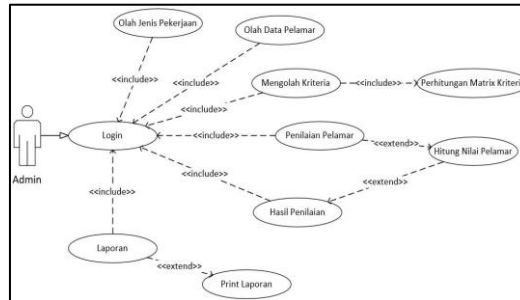 Olah Jenis Pekerjaan
Olah Data Pelamar
<<include>>
<<include>>
Mengolah Kriteria
<<include>>
Perhitungan Matrix Kriteri
<<include>>
Login
<<include>>
Penilaian Pelamar
<<extend>>
Hitung Nilai Pelamar
Admin
<<include>>
<<include>>
<<extend>>
Hasil Penilaian
Laporan
<<extend>>
Print Laporan